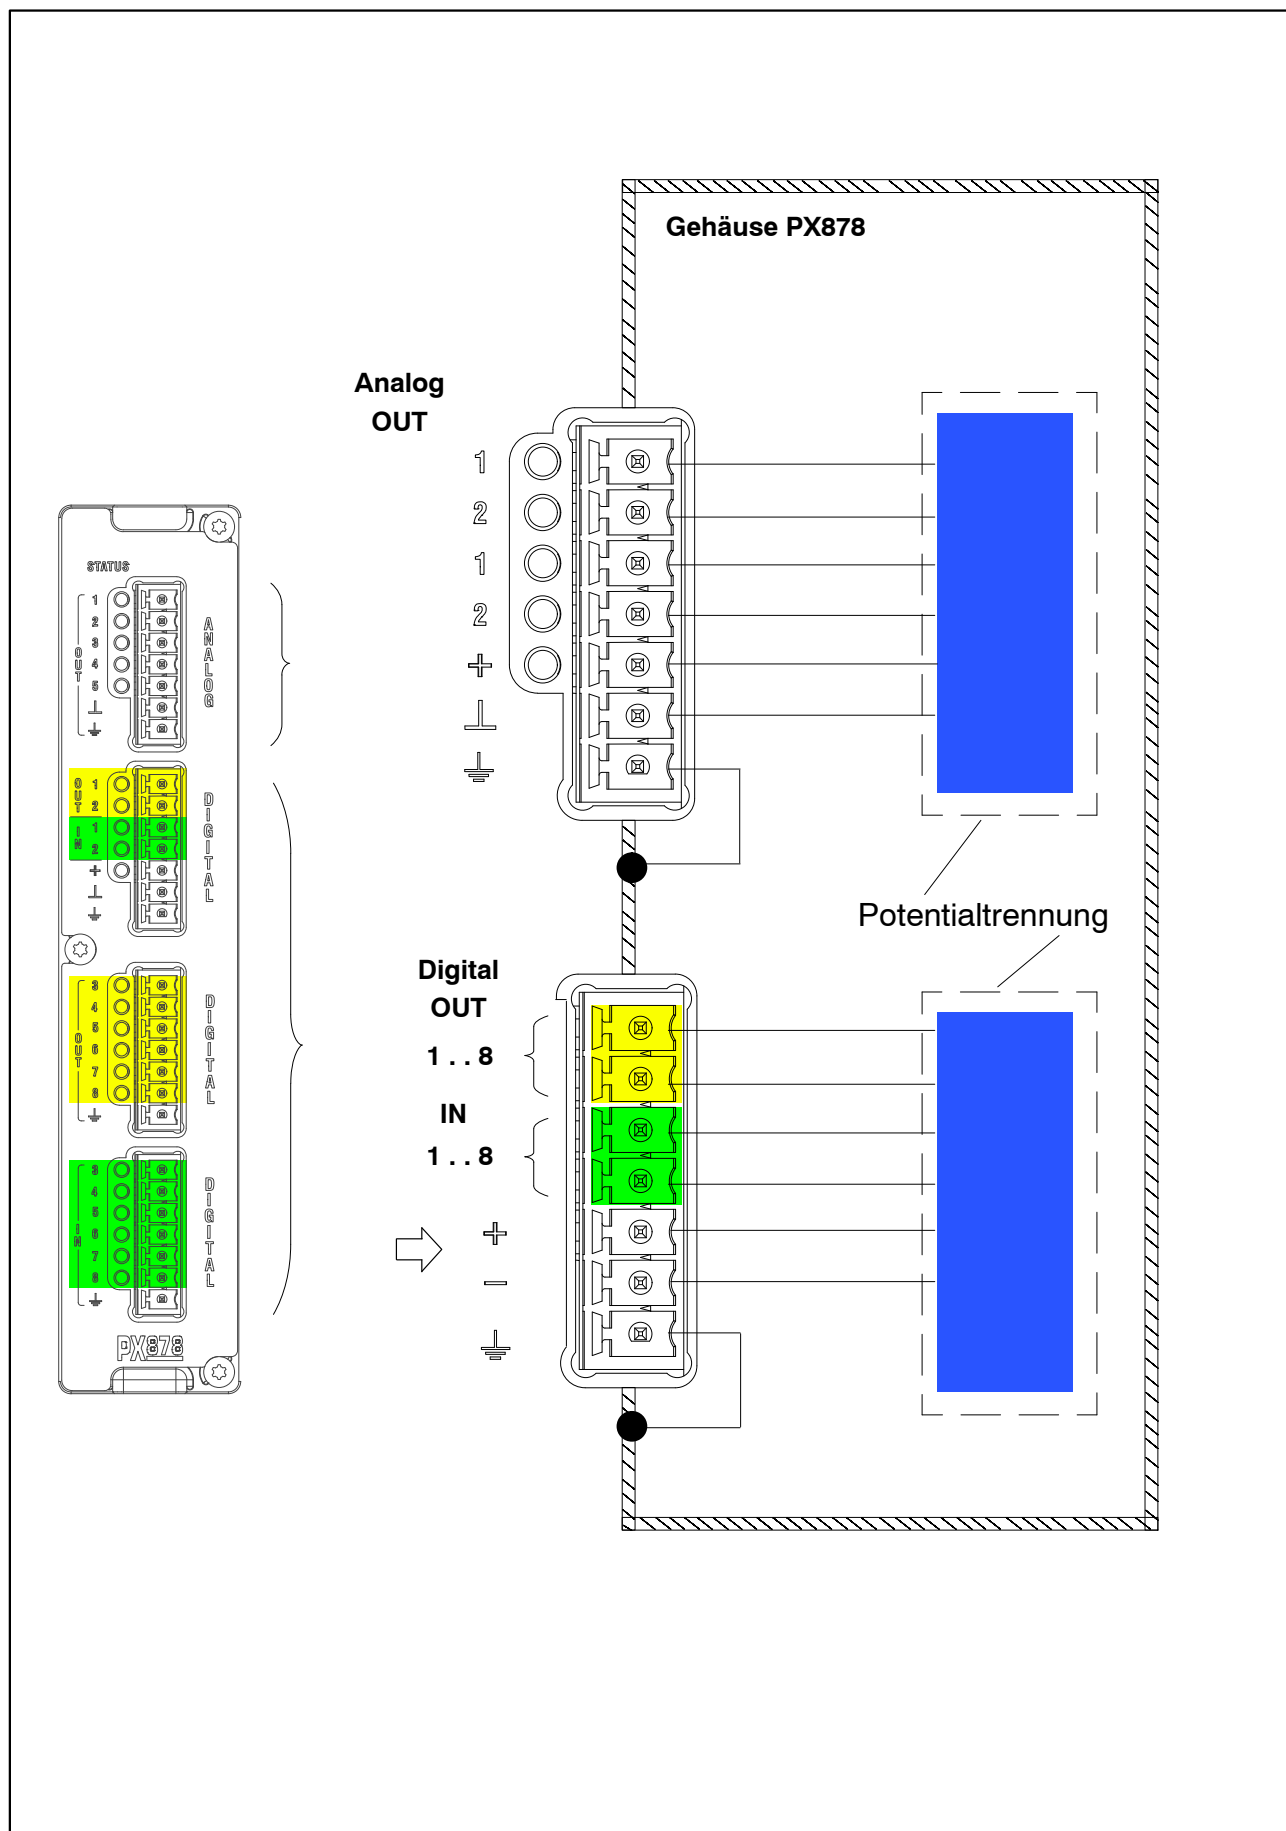 Gehäuse PX878
Analog
OUT
1
2
1
2
+
⊥
⏚
STATUS
1
2
3
4
5
⊥
⏚
OUT
ANALOG
OUT
1
2
IN
1
2
+
⊥
⏚
DIGITAL
3
4
5
6
7
8
⏚
OUT
DIGITAL
3
4
5
6
7
8
⏚
IN
DIGITAL
PX878
Potentialtrennung
Digital
OUT
1 . . 8
IN
1 . . 8
+
−
⏚